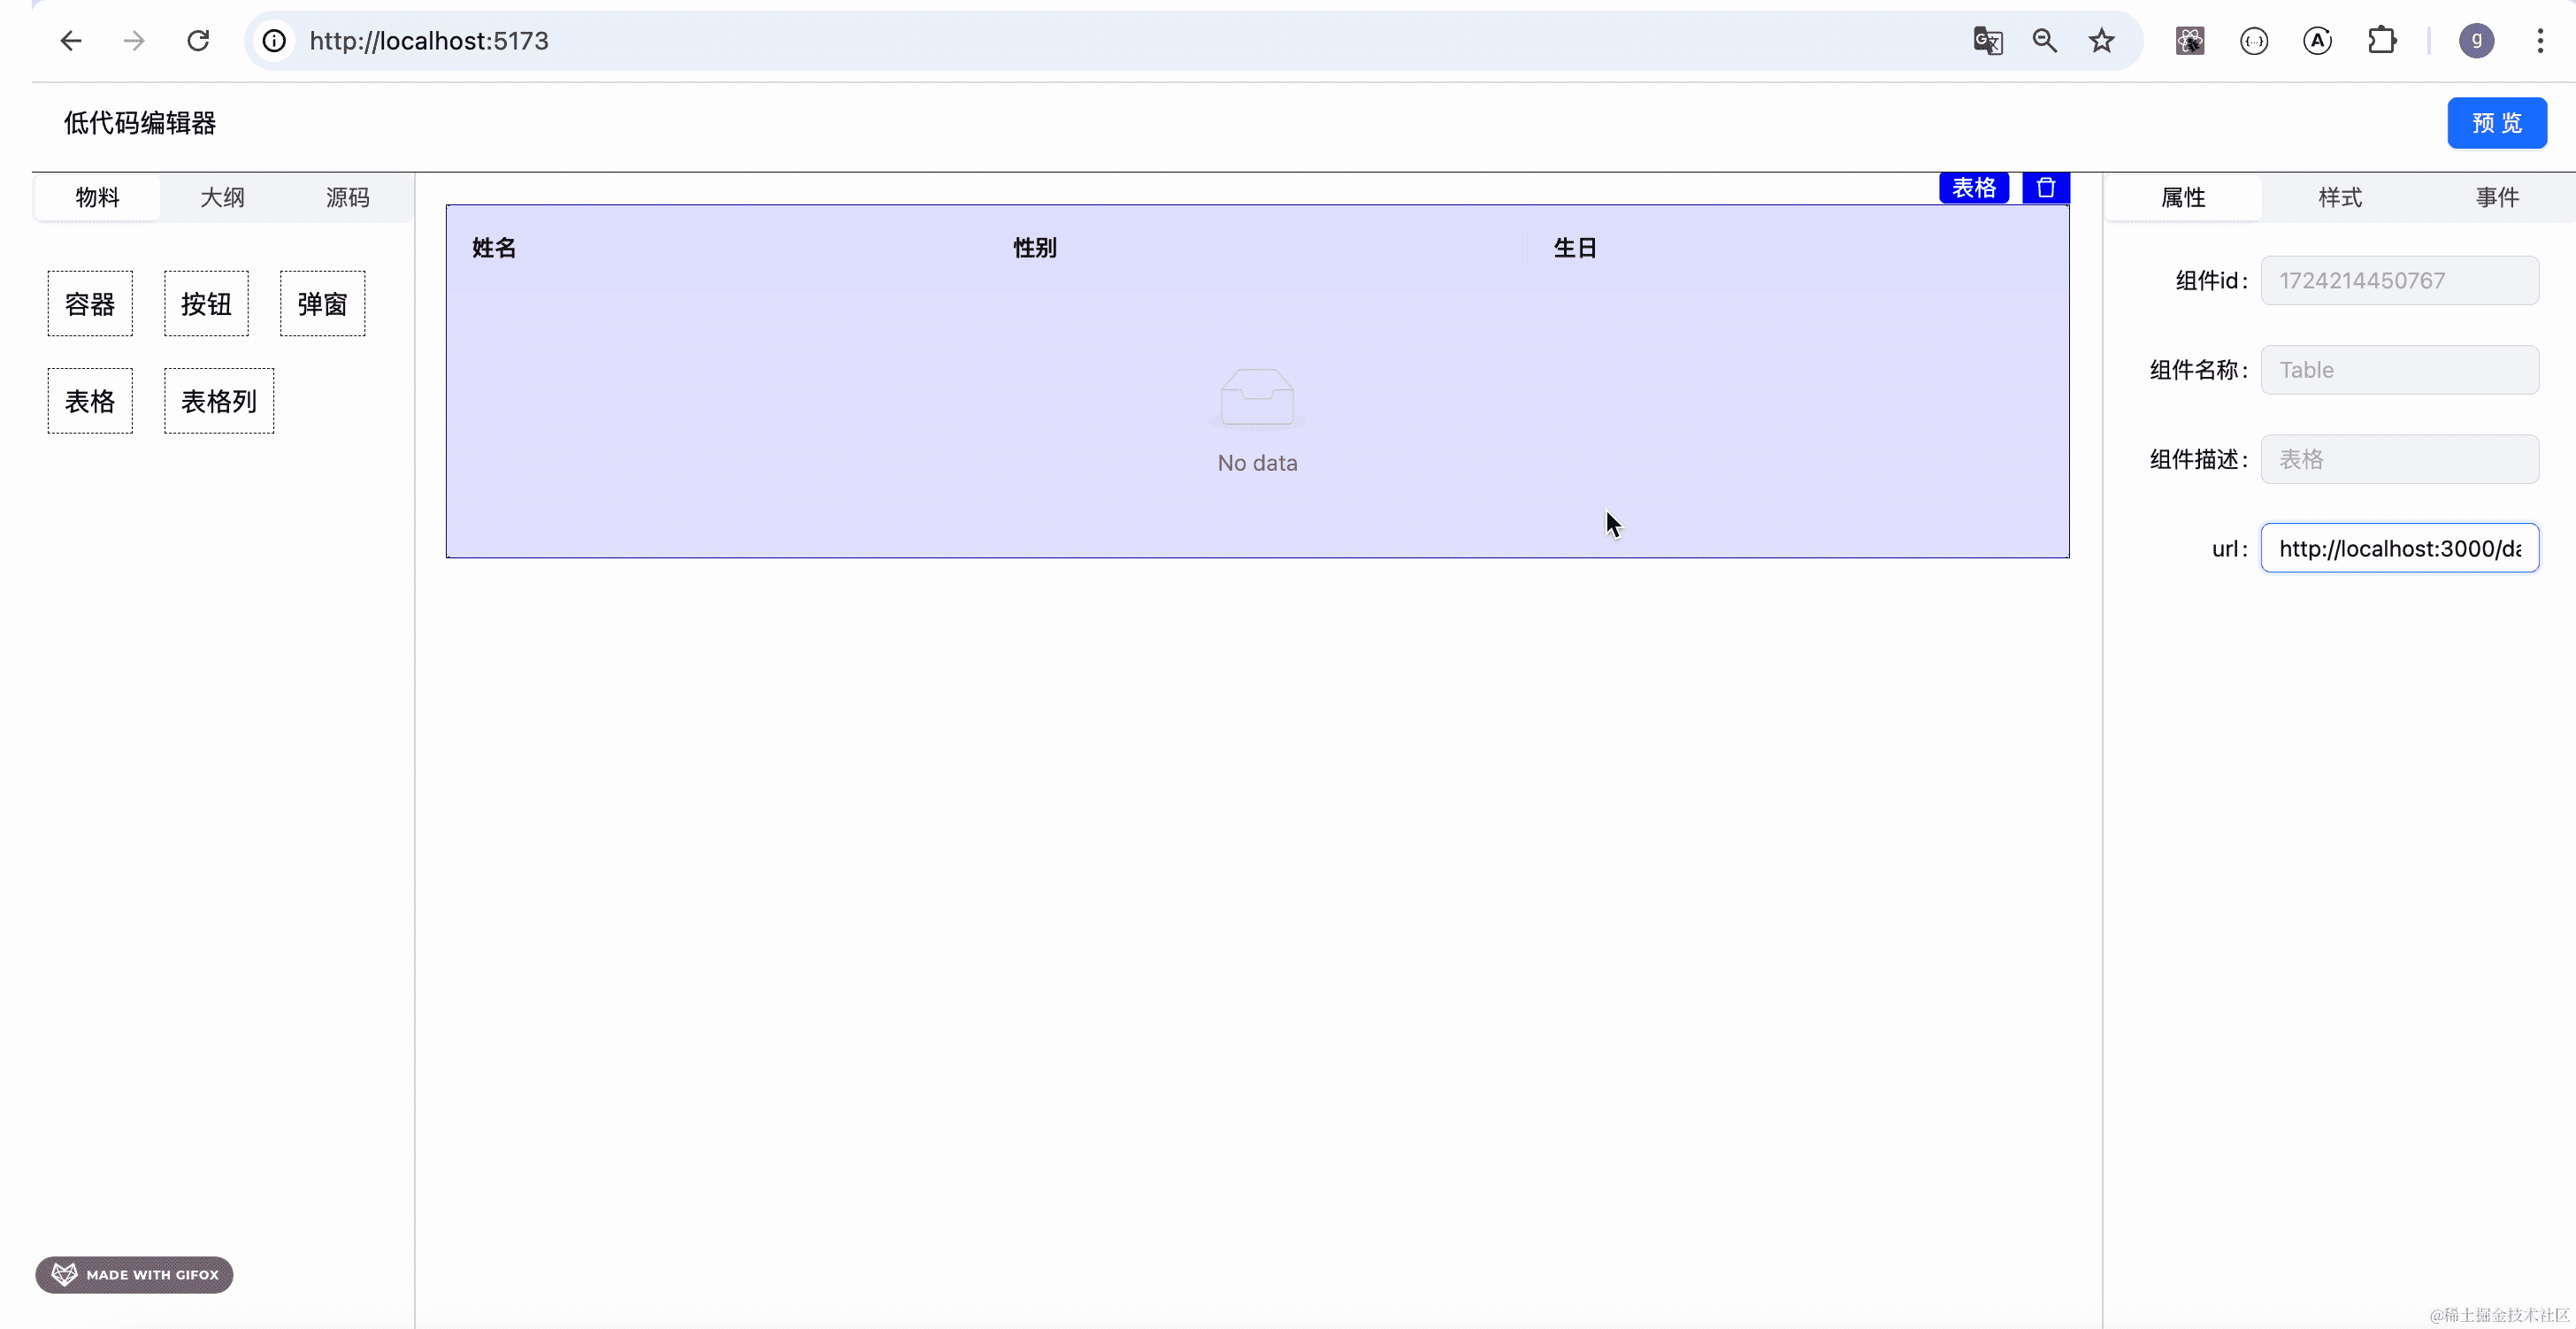 http://localhost:5173
g
低代码编辑器
预 览
物料 大纲 源码
表格
属性 样式 事件
容器 按钮 弹窗
表格 表格列
姓名 性别 生日
No data
组件id: 1724214450767
组件名称: Table
组件描述: 表格
url: http://localhost:3000/da
MADE WITH GIFOX
@稀土掘金技术社区